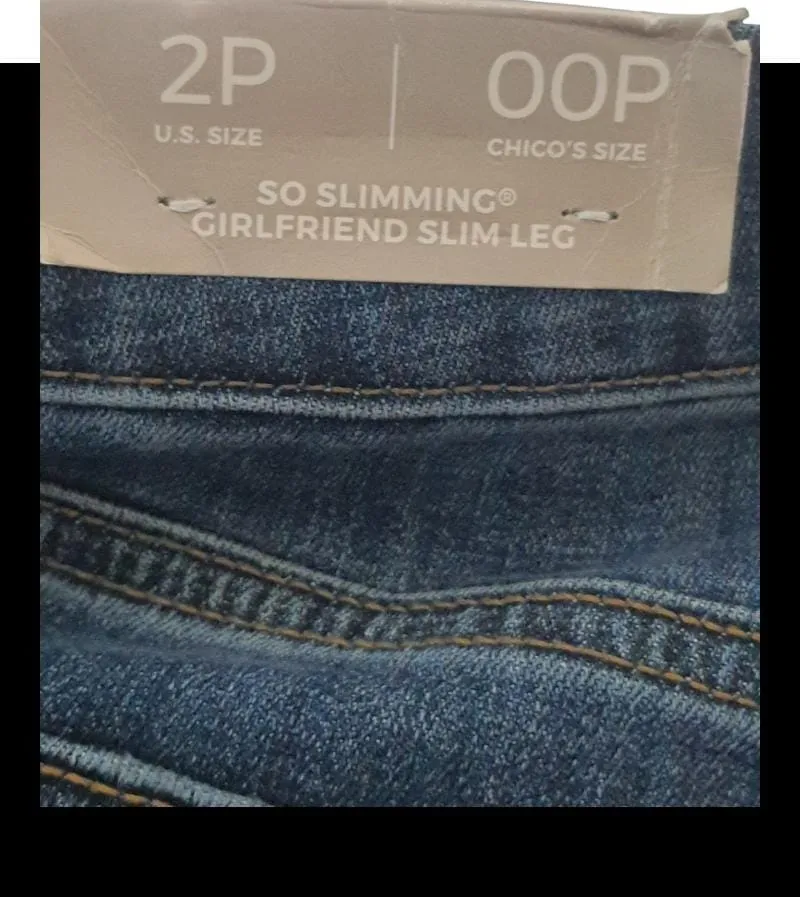 2P
U.S. SIZE
00P
CHICO'S SIZE
SO SLIMMING®
GIRLFRIEND SLIM LEG